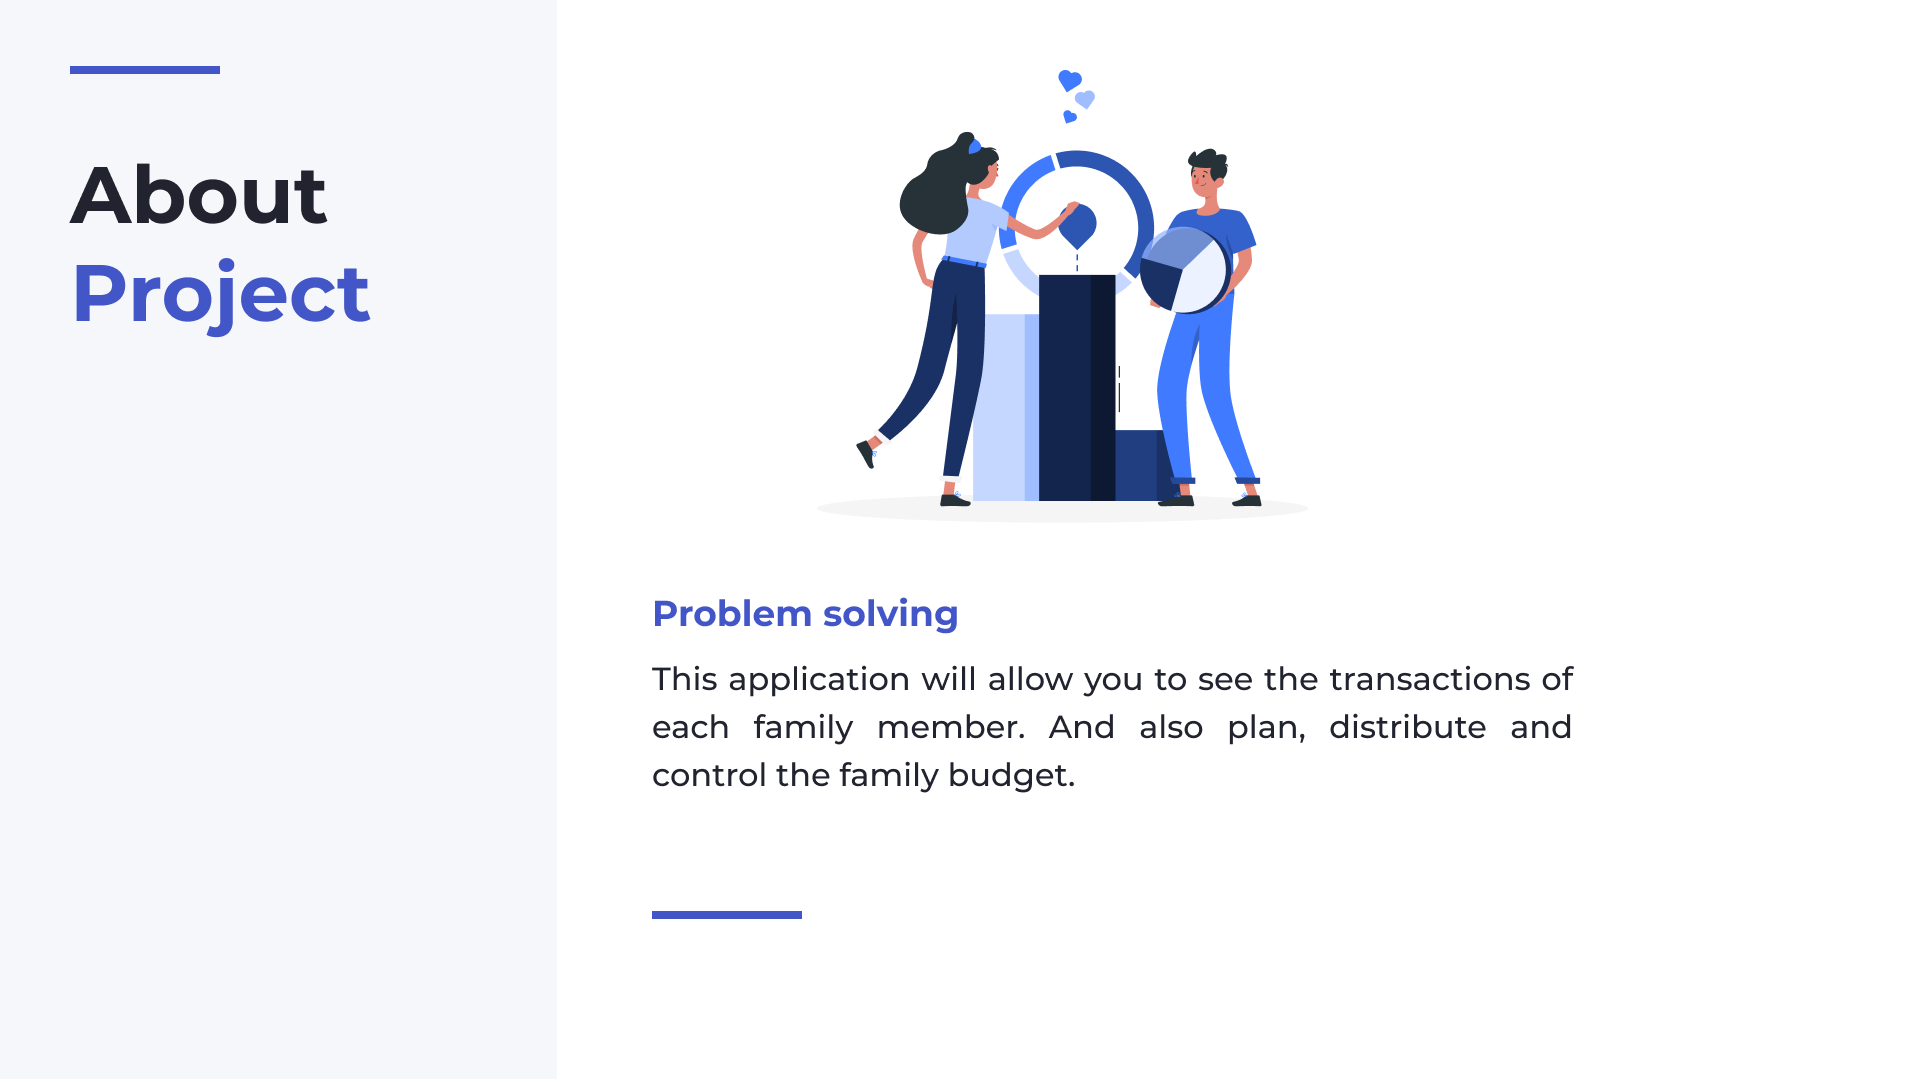 About
Project
Problem solving
This application will allow you to see the transactions of
each family member. And also plan, distribute and
control the family budget.